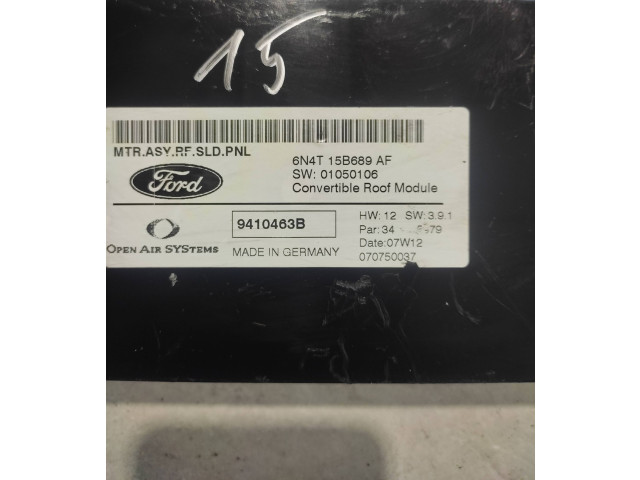 15
MTR.ASY.RF.SLD.PNL
6N4T 15B689 AF
SW: 01050106
Convertible Roof Module
Ford
OPEN AIR SYSTEMS
9410463B
MADE IN GERMANY
HW: 12 SW: 3.9.1
Par: 34 979
Date:07W12
070750037